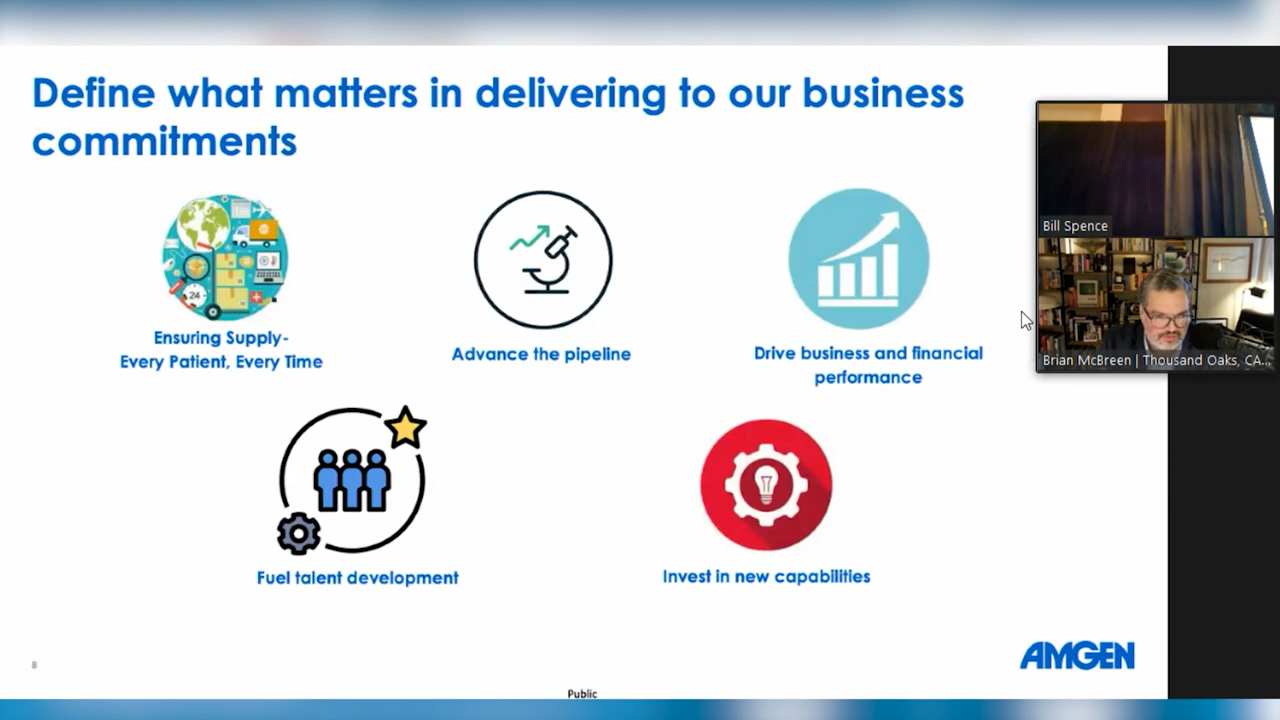 Define what matters in delivering to our business
commitments
Bill Spence
Brian McBreen | Thousand Oaks, CA...
24
Ensuring Supply-
Every Patient, Every Time
Advance the pipeline
Drive business and financial
performance
Fuel talent development
Invest in new capabilities
AMGEN
8
Public